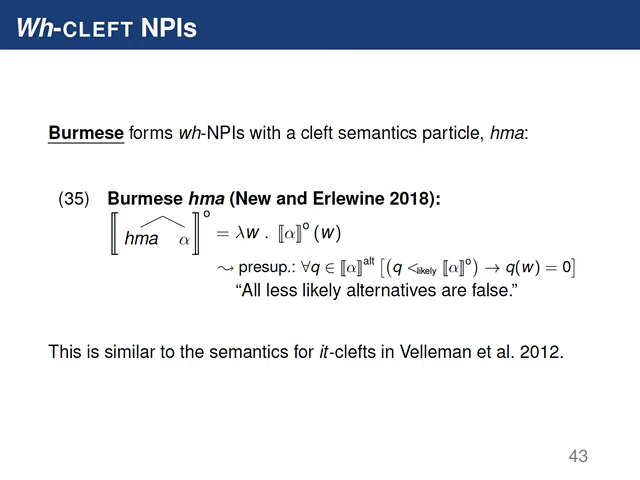 Wh-CLEFT NPIs
Burmese forms wh-NPIs with a cleft semantics particle, hma:
(35) Burmese hma (New and Erlewine 2018):
⟦hma α⟧ᵒ = λw . ⟦α⟧ᵒ (w)
⇝ presup.: ∀q ∈ ⟦α⟧ᵃˡᵗ [(q <likely ⟦α⟧ᵒ) → q(w) = 0]
“All less likely alternatives are false.”
This is similar to the semantics for it-clefts in Velleman et al. 2012.
43